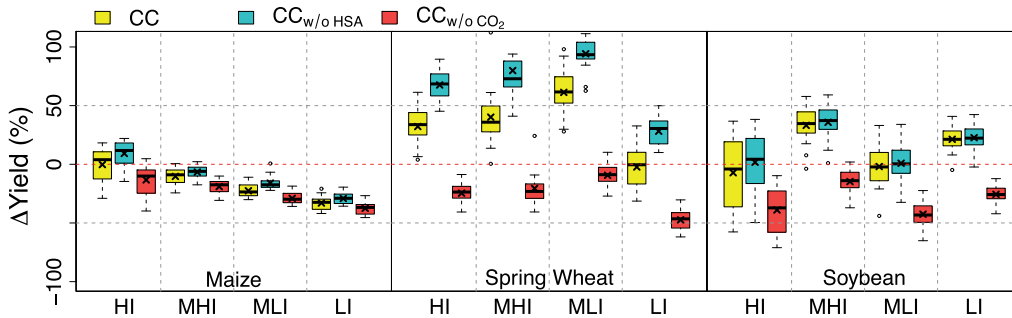 CC CCw/o HSA CCw/o CO2
ΔYield (%)
100
50
0
−100
Maize Spring Wheat Soybean
HI MHI MLI LI HI MHI MLI LI HI MHI MLI LI